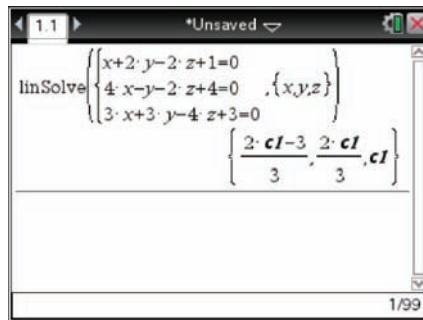 1.1 *Unsaved
x+2·y−2·z+1=0
linSolve({4·x−y−2·z+4=0 ,{x,y,z})
3·x+3·y−4·z+3=0
{(2·c1−3)/3, (2·c1)/3, c1}
1/99